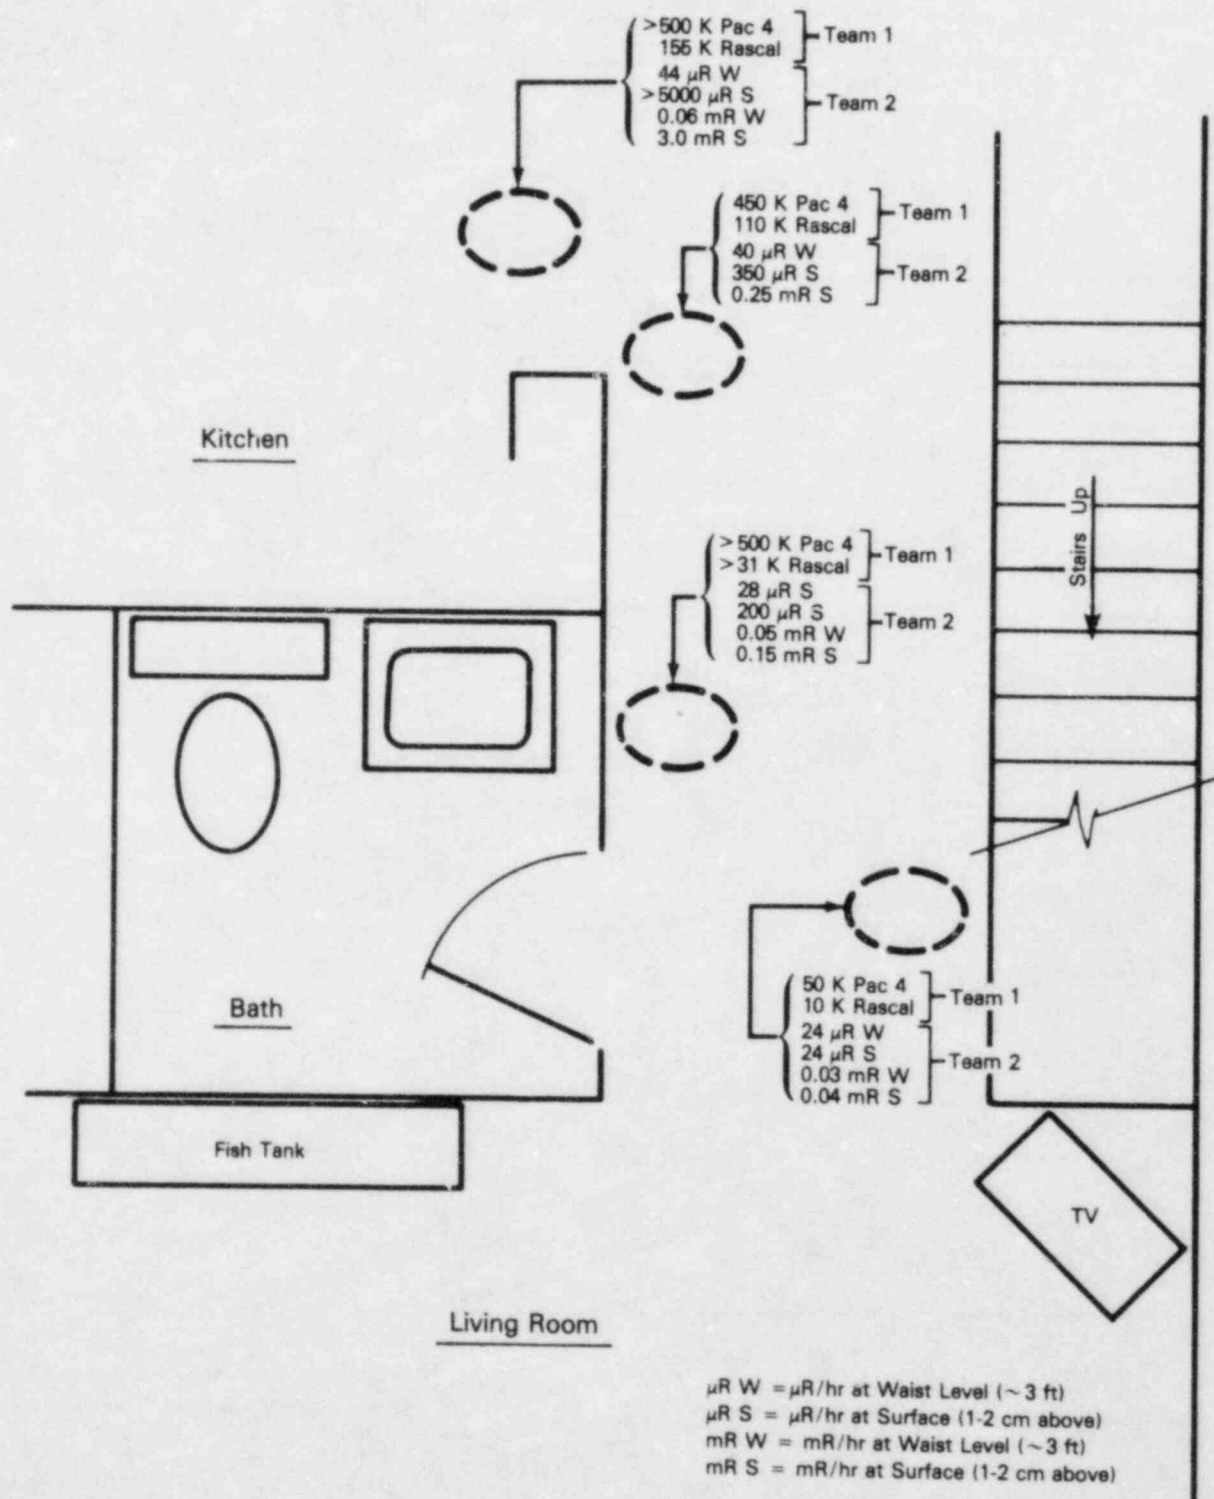 >500 K Pac 4
155 K Rascal
Team 1
44 μR W
>5000 μR S
0.06 mR W
3.0 mR S
Team 2
450 K Pac 4
110 K Rascal
Team 1
40 μR W
350 μR S
0.25 mR S
Team 2
Kitchen
Stairs Up
>500 K Pac 4
>31 K Rascal
Team 1
28 μR S
200 μR S
0.05 mR W
0.15 mR S
Team 2
50 K Pac 4
10 K Rascal
Team 1
24 μR W
24 μR S
0.03 mR W
0.04 mR S
Team 2
Bath
Fish Tank
TV
Living Room
μR W = μR/hr at Waist Level (~3 ft)
μR S = μR/hr at Surface (1-2 cm above)
mR W = mR/hr at Waist Level (~3 ft)
mR S = mR/hr at Surface (1-2 cm above)